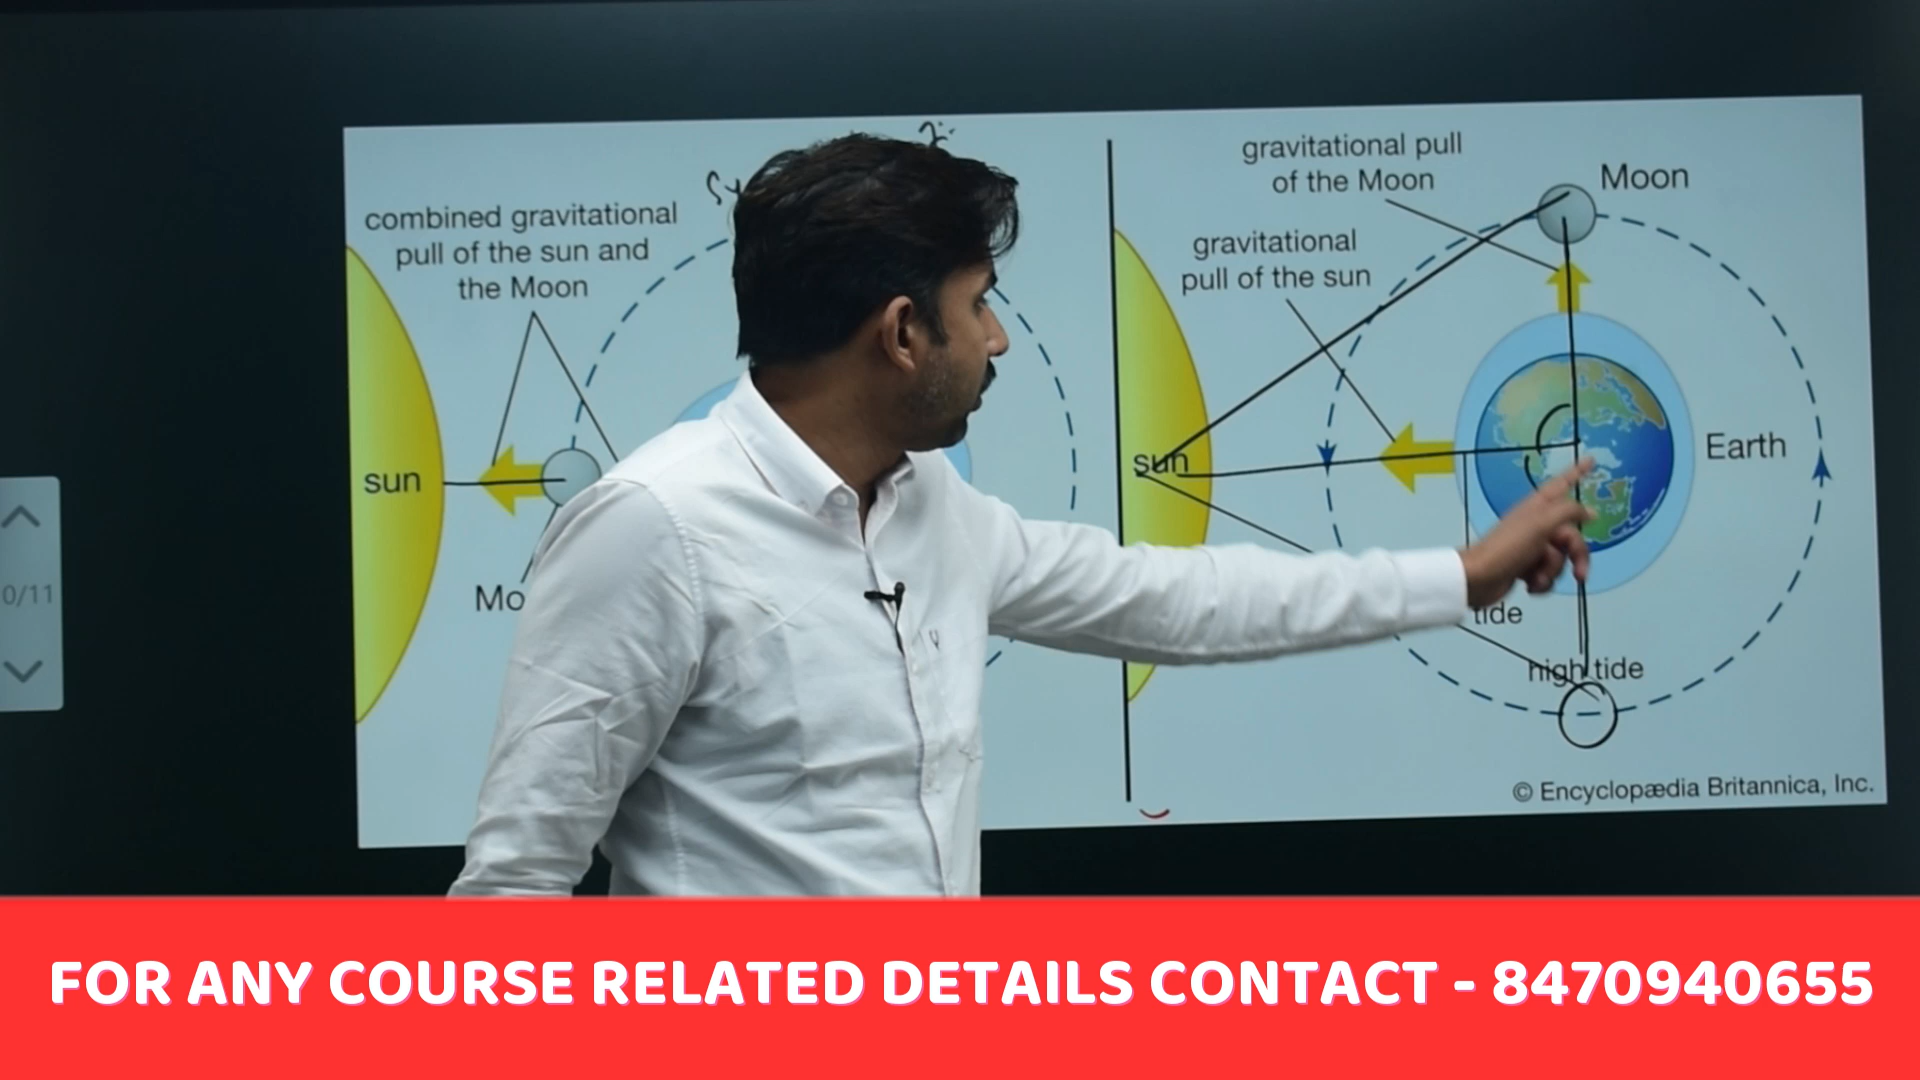 combined gravitational
pull of the sun and
the Moon
sun
gravitational pull
of the Moon
Moon
gravitational
pull of the sun
sun
Earth
tide
high tide
© Encyclopædia Britannica, Inc.
0/11
FOR ANY COURSE RELATED DETAILS CONTACT - 8470940655